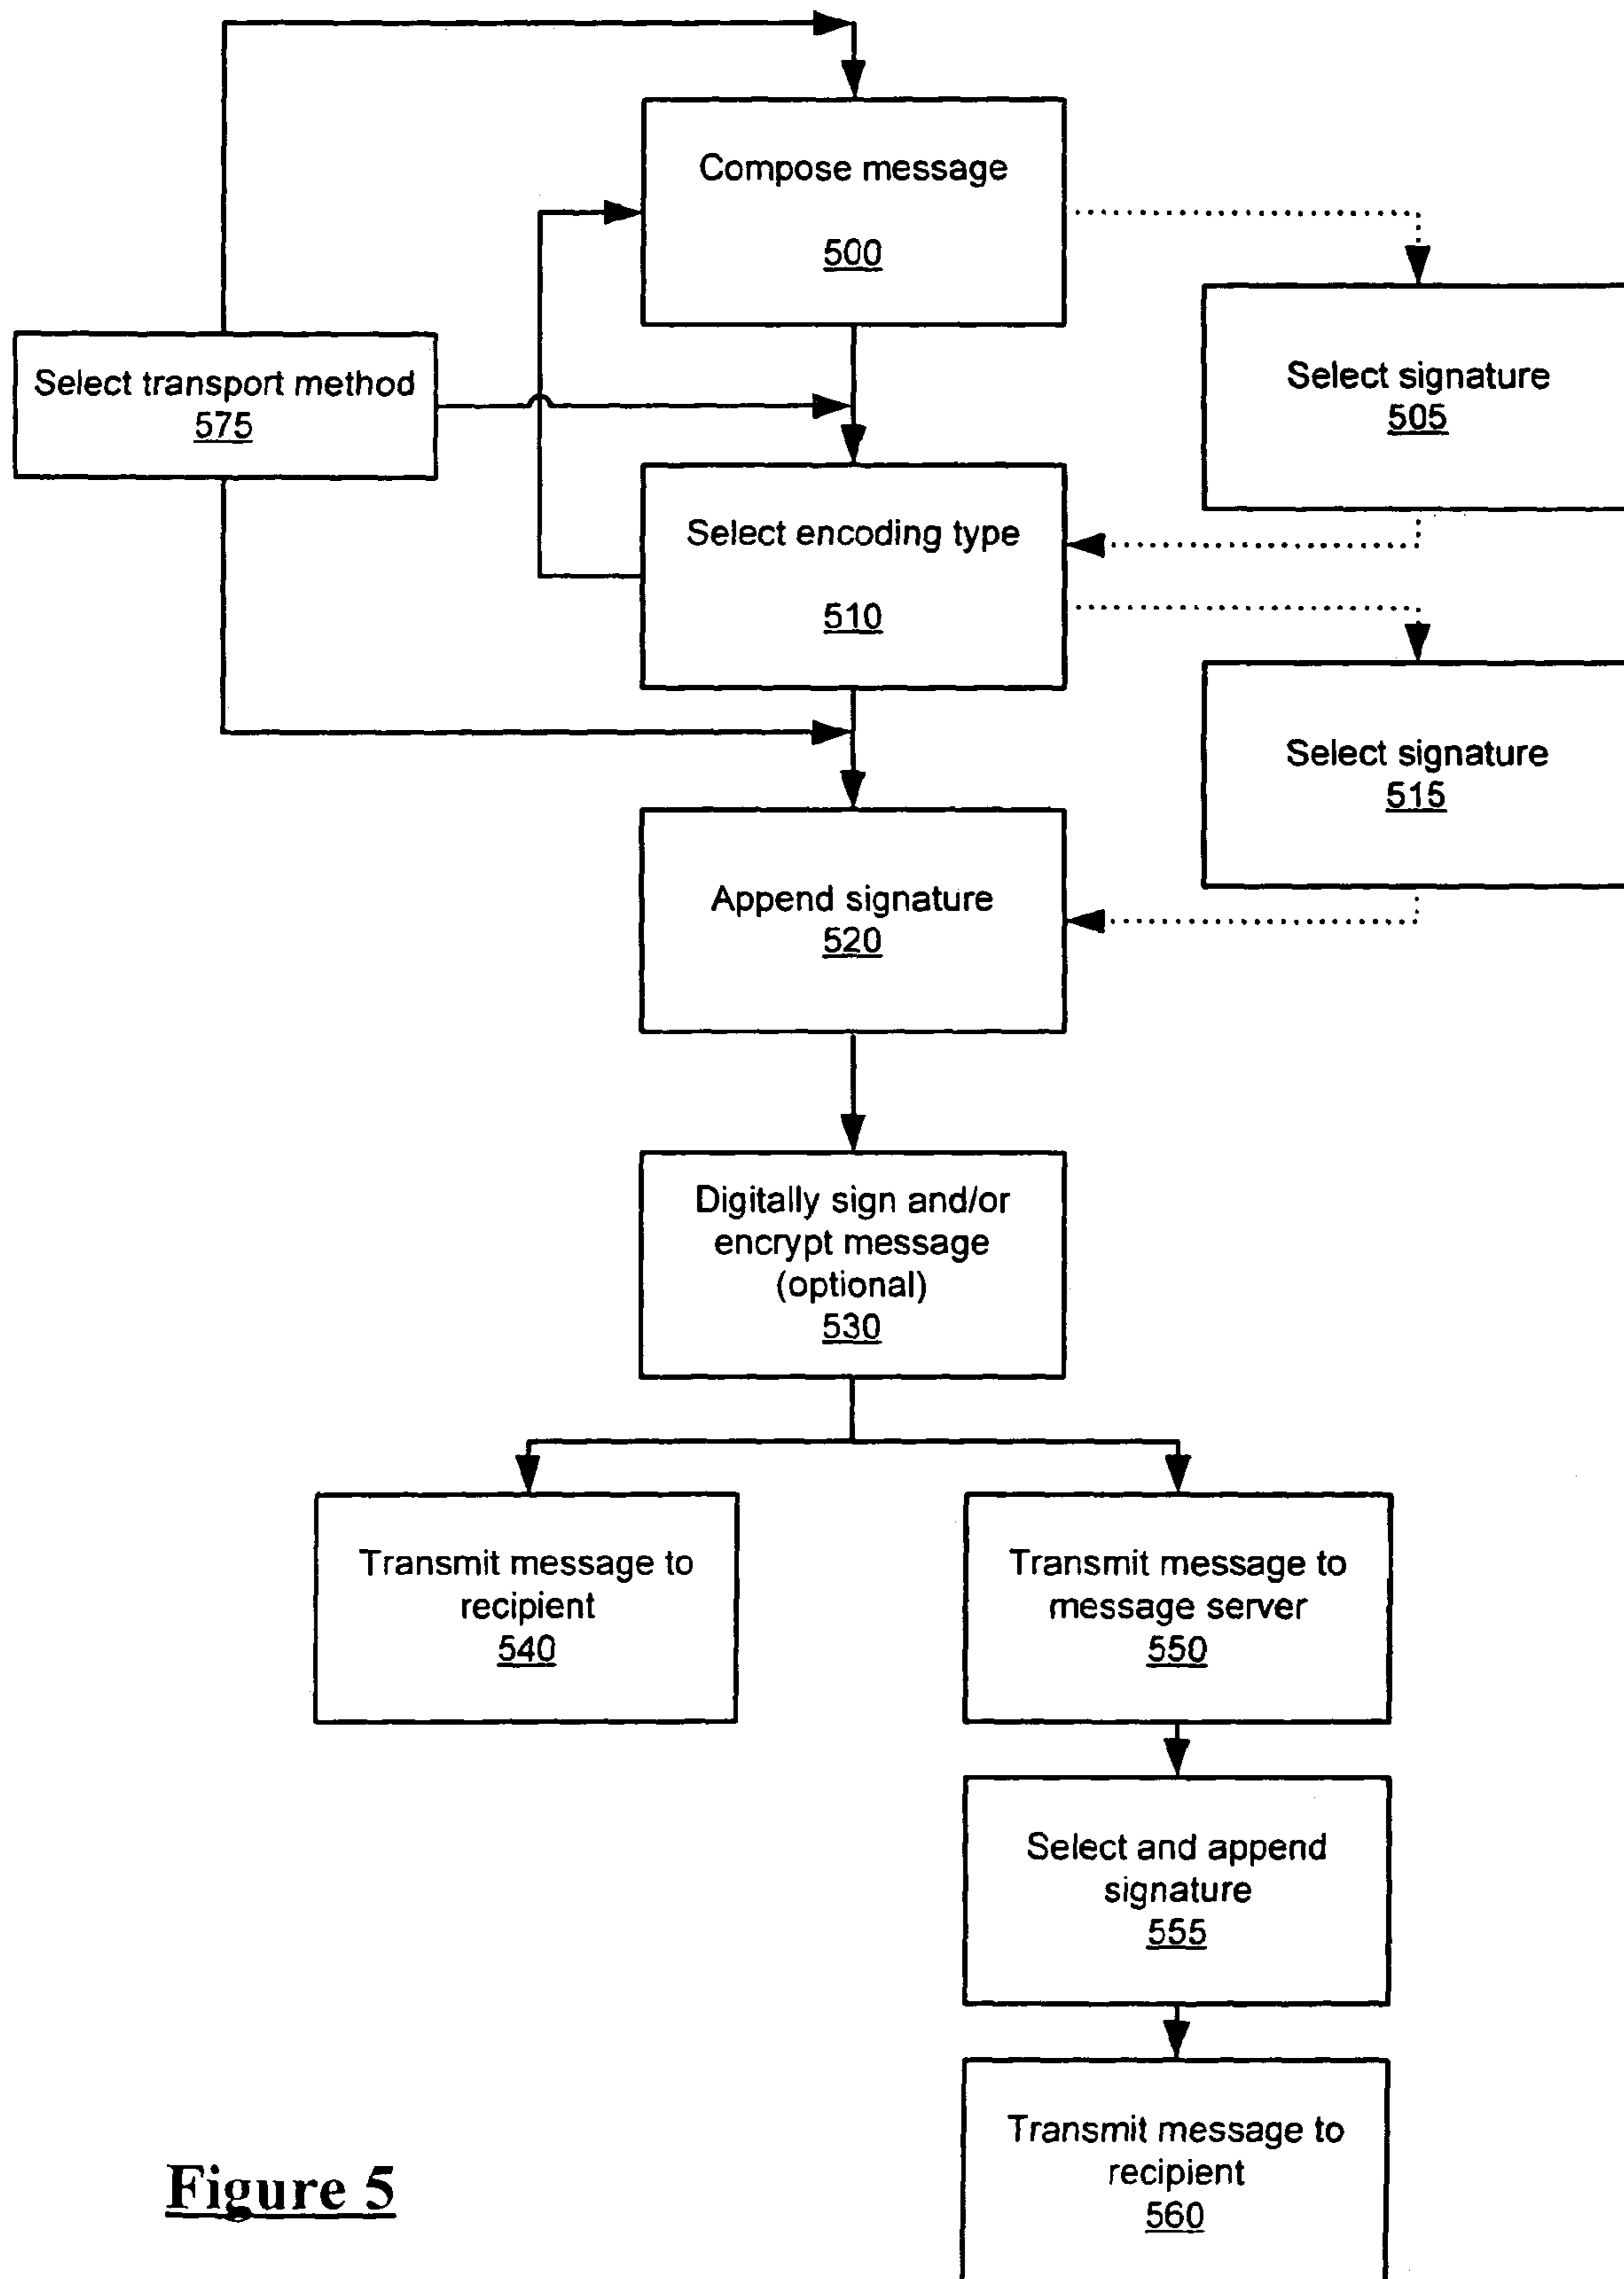 Compose message
500
Select transport method
575
Select signature
505
Select encoding type
510
Select signature
515
Append signature
520
Digitally sign and/or
encrypt message
(optional)
530
Transmit message to
recipient
540
Transmit message to
message server
550
Select and append
signature
555
Transmit message to
recipient
560
Figure 5